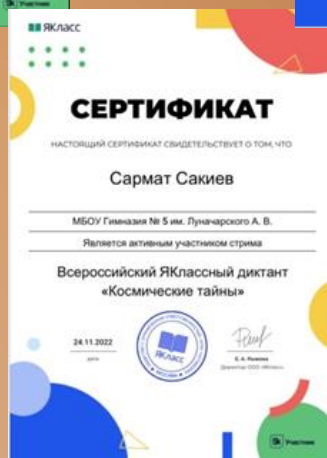 Участник
ЯКласс
СЕРТИФИКАТ
НАСТОЯЩИЙ СЕРТИФИКАТ СВИДЕТЕЛЬСТВУЕТ О ТОМ, ЧТО
Сармат Сакиев
МБОУ Гимназия № 5 им. Луначарского А. В.
Является активным участником стрима
Всероссийский ЯКлассный диктант
«Космические тайны»
24.11.2022
дата
ЯКласс
Директор ООО «ЯКласс»
Участник